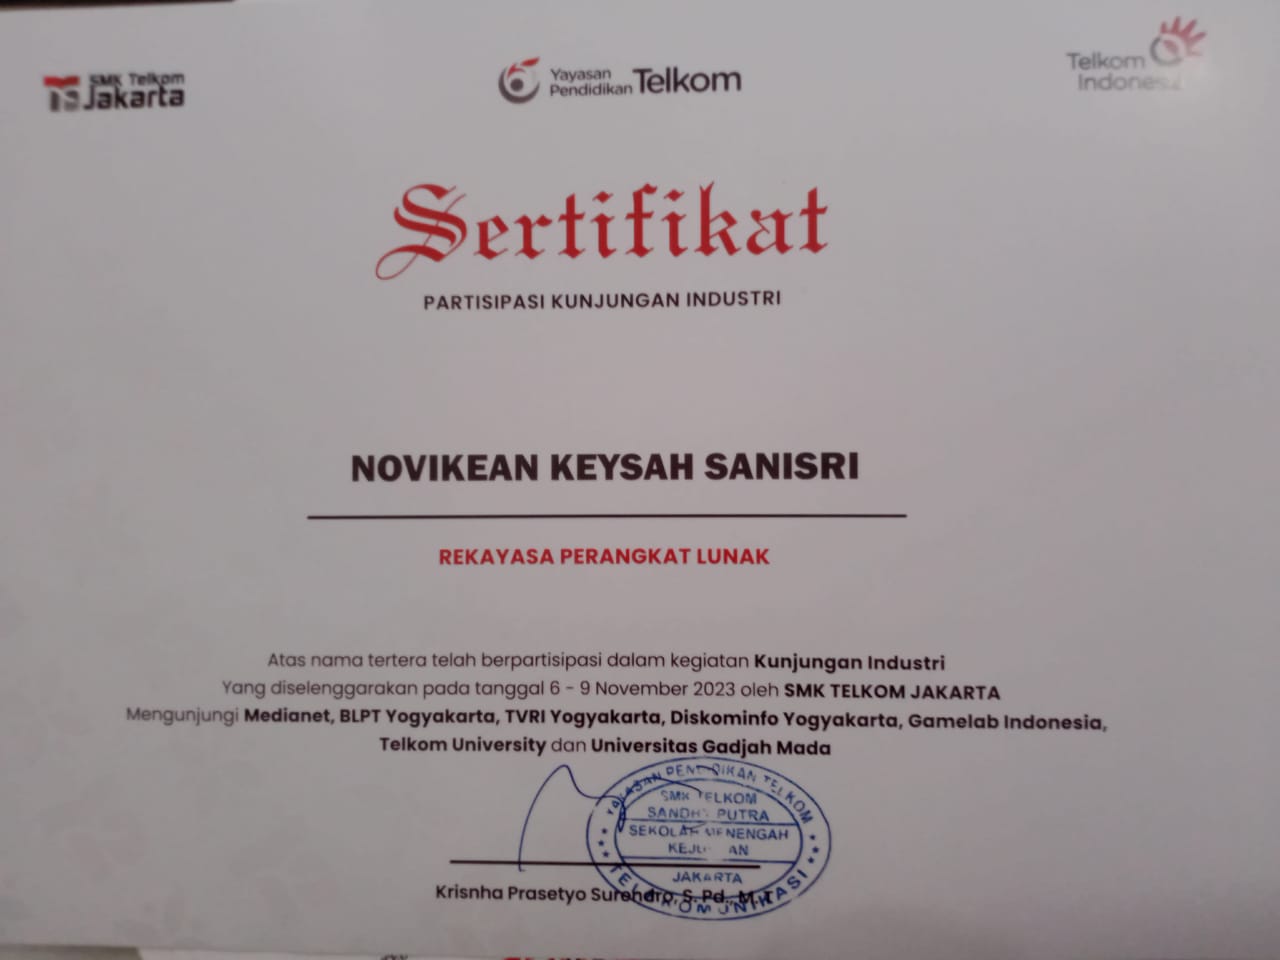 SMK Telkom
Jakarta
Yayasan
Pendidikan Telkom
Telkom
Indonesia
Sertifikat
PARTISIPASI KUNJUNGAN INDUSTRI
NOVIKEAN KEYSAH SANISRI
REKAYASA PERANGKAT LUNAK
Atas nama tertera telah berpartisipasi dalam kegiatan Kunjungan Industri
Yang diselenggarakan pada tanggal 6 - 9 November 2023 oleh SMK TELKOM JAKARTA
Mengunjungi Medianet, BLPT Yogyakarta, TVRI Yogyakarta, Diskominfo Yogyakarta, Gamelab Indonesia,
Telkom University dan Universitas Gadjah Mada
YAYASAN PENDIDIKAN TELKOM
SMK TELKOM
SANDHY PUTRA
SEKOLAH MENENGAH
KEJURUAN
JAKARTA
TELEKOMUNIKASI
Krisnha Prasetyo Surendro, S. Pd., M.T